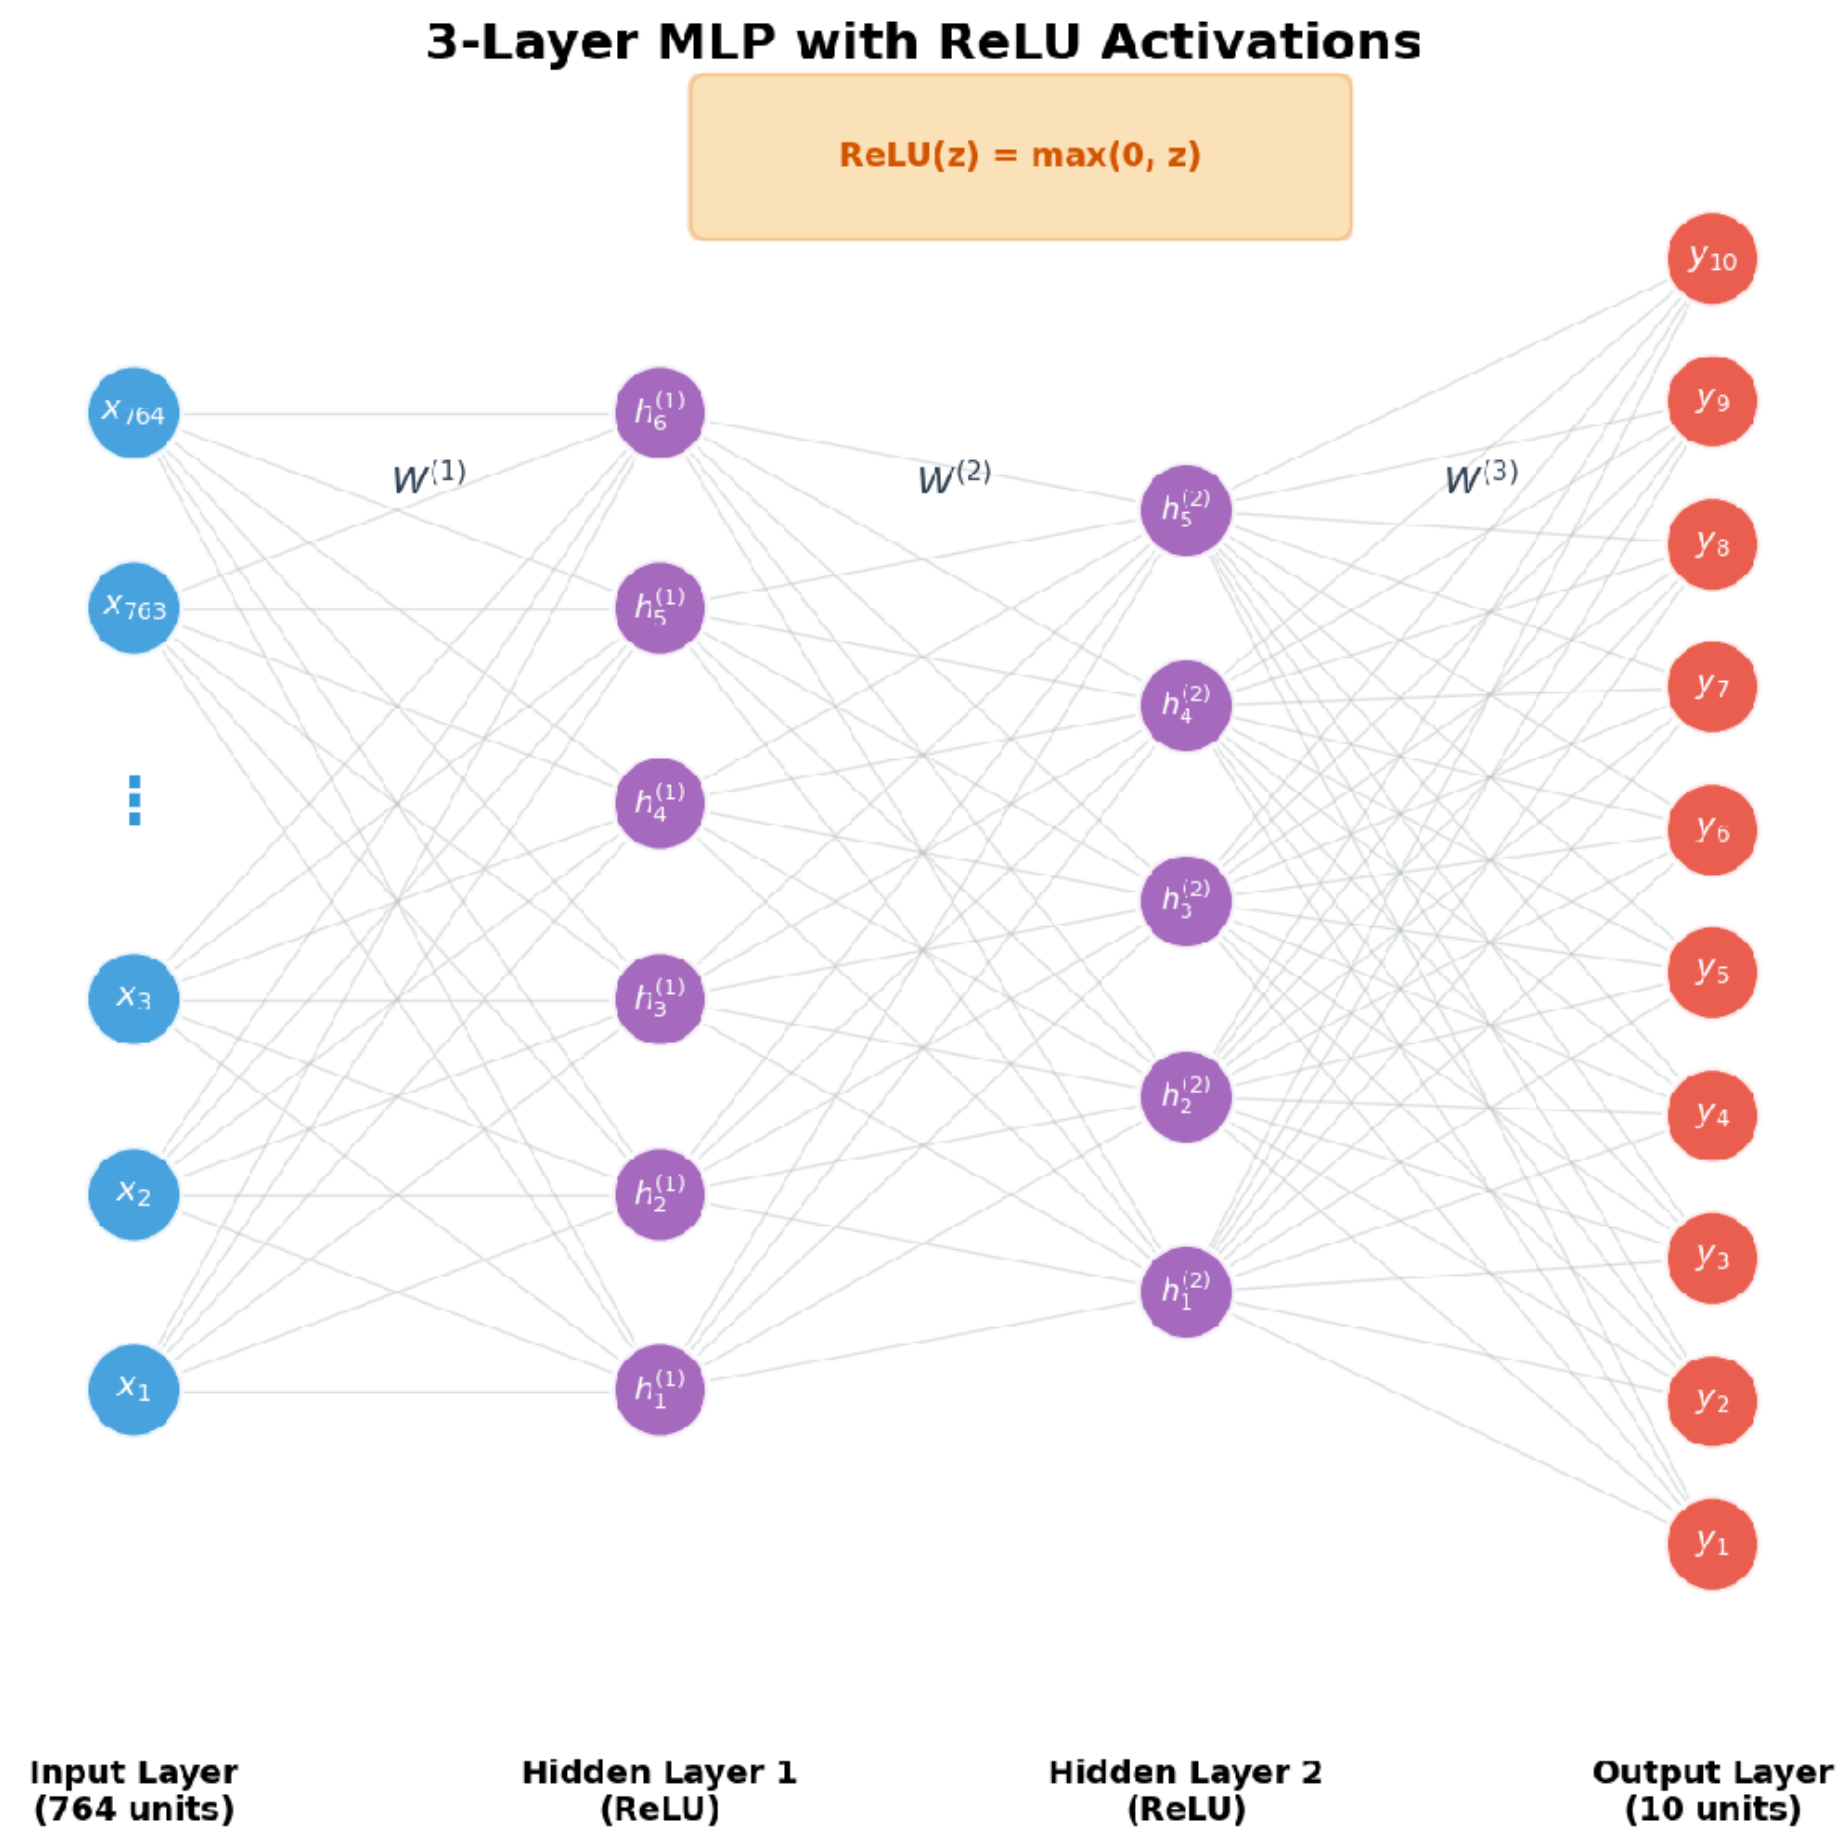 3-Layer MLP with ReLU Activations
ReLU(z) = max(0, z)
y₁₀
y₉
x₇₆₄
h₆⁽¹⁾
W⁽¹⁾
W⁽²⁾
W⁽³⁾
h₅⁽²⁾
y₈
x₇₆₃
h₅⁽¹⁾
y₇
h₄⁽²⁾
h₄⁽¹⁾
y₆
h₃⁽²⁾
y₅
x₃
h₃⁽¹⁾
h₂⁽²⁾
y₄
x₂
h₂⁽¹⁾
y₃
h₁⁽²⁾
x₁
h₁⁽¹⁾
y₂
y₁
Input Layer
(764 units)
Hidden Layer 1
(ReLU)
Hidden Layer 2
(ReLU)
Output Layer
(10 units)